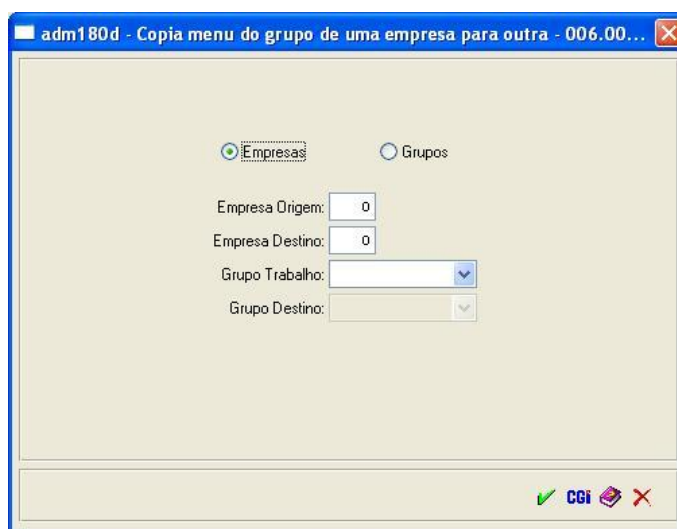 adm180d - Copia menu do grupo de uma empresa para outra - 006.00...
Empresas Grupos
Empresa Origem: 0
Empresa Destino: 0
Grupo Trabalho:
Grupo Destino:
CGi